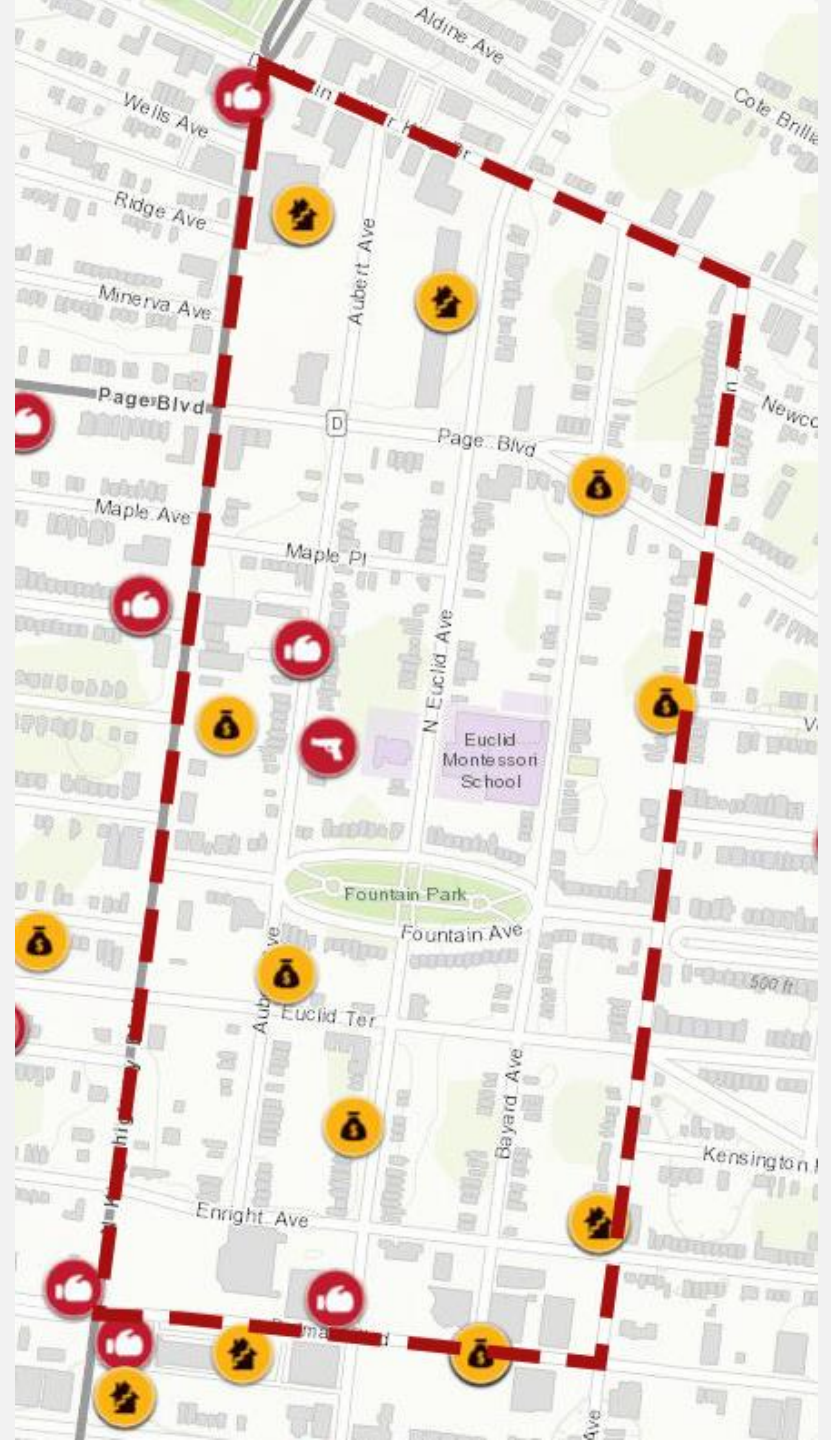 Aldine Ave
Cote Brilli
Wells Ave
Ridge Ave
Aubert Ave
Minerva Ave
Page Blvd
Newco
D
Page Blvd
Maple Ave
Maple Pl
N Euclid Ave
Euclid
Montessori
School
Fountain Park
Fountain Ave
500 ft
Euclid Ter
Bayard Ave
Kensington
Enright Ave
Ave